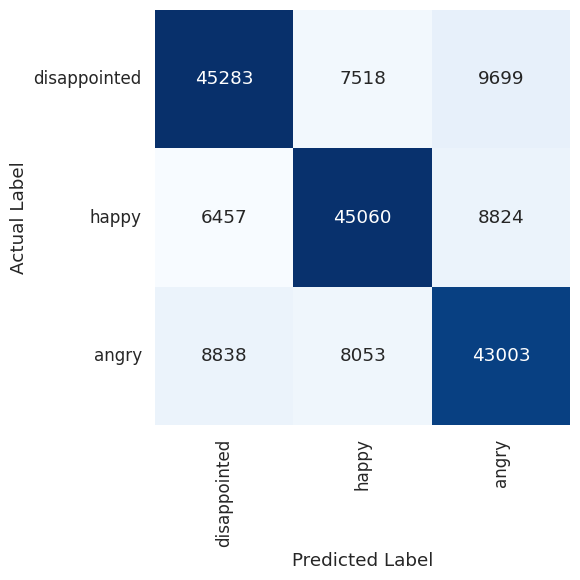 Actual Label
disappointed 45283 7518 9699
happy 6457 45060 8824
angry 8838 8053 43003
disappointed happy angry
Predicted Label